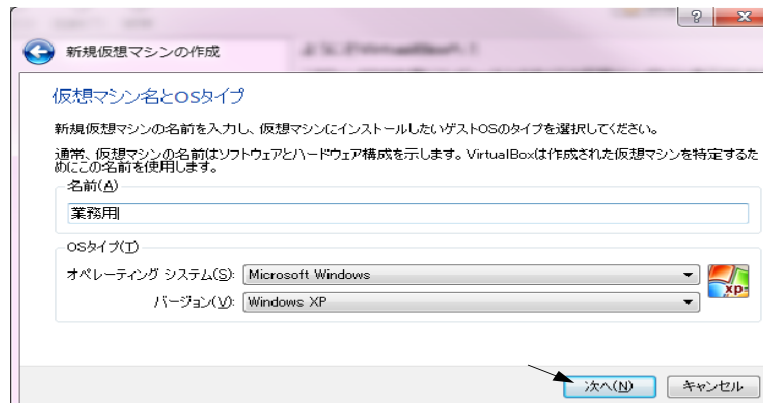 新規仮想マシンの作成
仮想マシン名とOSタイプ
新規仮想マシンの名前を入力し、仮想マシンにインストールしたいゲストOSのタイプを選択してください。
通常、仮想マシンの名前はソフトウェアとハードウェア構成を示します。VirtualBoxは作成された仮想マシンを特定するた
めにこの名前を使用します。
名前(A)
業務用
OSタイプ(T)
オペレーティング システム(S): Microsoft Windows
xp
バージョン(V): Windows XP
次へ(N) キャンセル